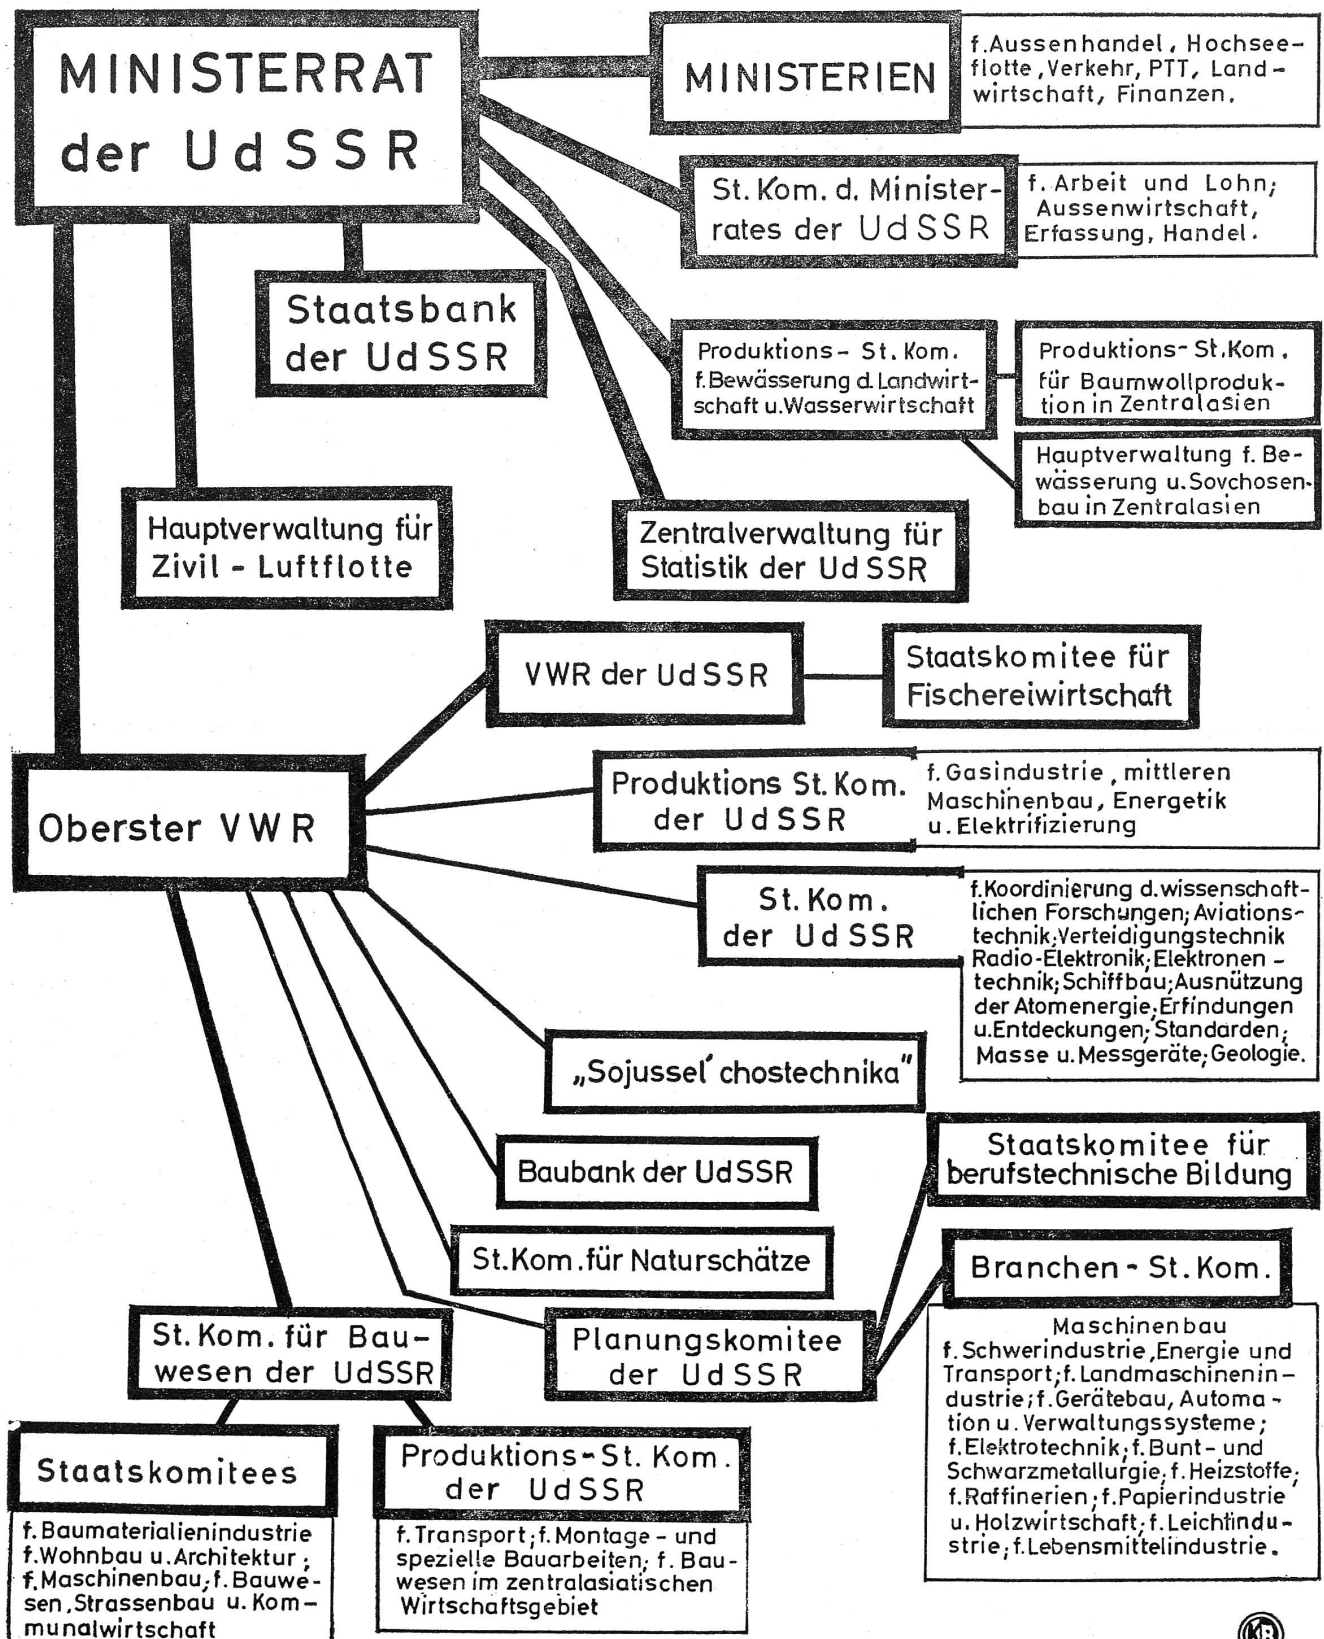 MINISTERRAT
der UdSSR
MINISTERIEN
f.Aussenhandel, Hochsee-
flotte, Verkehr, PTT, Land-
wirtschaft, Finanzen.
St. Kom. d. Minister-
rates der UdSSR
f. Arbeit und Lohn;
Aussenwirtschaft,
Erfassung, Handel.
Staatsbank
der UdSSR
Produktions- St. Kom.
f. Bewässerung d. Landwirt-
schaft u. Wasserwirtschaft
Produktions- St. Kom.
für Baumwollproduk-
tion in Zentralasien
Hauptverwaltung f. Be-
wässerung u. Sovchosen-
bau in Zentralasien
Hauptverwaltung für
Zivil - Luftflotte
Zentralverwaltung für
Statistik der UdSSR
VWR der UdSSR
Staatskomitee für
Fischereiwirtschaft
Oberster VWR
Produktions St. Kom.
der UdSSR
f. Gasindustrie, mittleren
Maschinenbau, Energetik
u. Elektrifizierung
St. Kom.
der UdSSR
f. Koordinierung d. wissenschaft-
lichen Forschungen; Aviations-
technik; Verteidigungstechnik
Radio-Elektronik; Elektronen -
technik; Schiffbau; Ausnützung
der Atomenergie; Erfindungen
u. Entdeckungen; Standarden;
Masse u. Messgeräte; Geologie.
„Sojussel'chostechnika"
Baubank der UdSSR
Staatskomitee für
berufstechnische Bildung
St. Kom. für Naturschätze
Branchen - St. Kom.
St. Kom. für Bau-
wesen der UdSSR
Planungskomitee
der UdSSR
Maschinenbau
f. Schwerindustrie, Energie und
Transport; f. Landmaschinenin-
dustrie; f. Gerätebau, Automa-
tion u. Verwaltungssysteme;
f. Elektrotechnik; f. Bunt- und
Schwarzmetallurgie; f. Heizstoffe;
f. Raffinerien; f. Papierindustrie
u. Holzwirtschaft; f. Leichtindu-
strie; f. Lebensmittelindustrie.
Staatskomitees
f. Baumaterialienindustrie
f. Wohnbau u. Architektur;
f. Maschinenbau; f. Bauwe-
sen, Strassenbau u. Kom-
munalwirtschaft
Produktions-St. Kom.
der UdSSR
f. Transport; f. Montage- und
spezielle Bauarbeiten; f. Bau-
wesen im zentralasiatischen
Wirtschaftsgebiet
KB